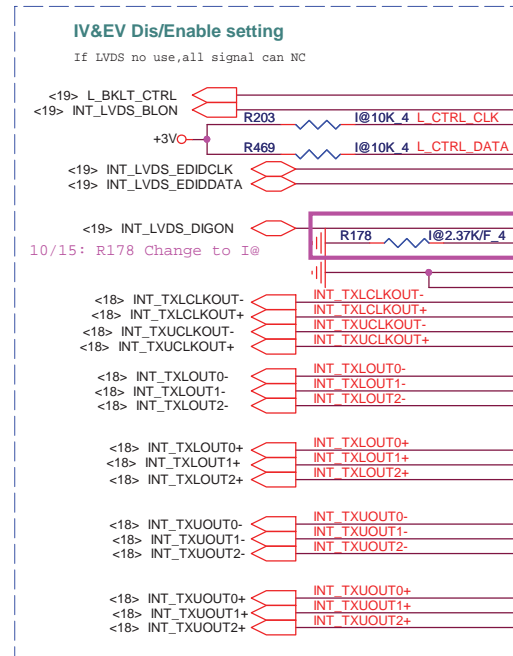 IV&EV Dis/Enable setting
If LVDS no use,all signal can NC
<19> L_BKLT_CTRL
<19> INT_LVDS_BLON
R203 I@10K_4 L_CTRL_CLK
+3VO
R469 I@10K_4 L_CTRL_DATA
<19> INT_LVDS_EDIDCLK
<19> INT_LVDS_EDIDDATA
<19> INT_LVDS_DIGON
R178 I@2.37K/F_4
10/15: R178 Change to I@
<18> INT_TXLCLKOUT- INT_TXLCLKOUT-
<18> INT_TXLCLKOUT+ INT_TXLCLKOUT+
<18> INT_TXUCLKOUT- INT_TXUCLKOUT-
<18> INT_TXUCLKOUT+ INT_TXUCLKOUT+
<18> INT_TXLOUT0- INT_TXLOUT0-
<18> INT_TXLOUT1- INT_TXLOUT1-
<18> INT_TXLOUT2- INT_TXLOUT2-
<18> INT_TXLOUT0+ INT_TXLOUT0+
<18> INT_TXLOUT1+ INT_TXLOUT1+
<18> INT_TXLOUT2+ INT_TXLOUT2+
<18> INT_TXUOUT0- INT_TXUOUT0-
<18> INT_TXUOUT1- INT_TXUOUT1-
<18> INT_TXUOUT2- INT_TXUOUT2-
<18> INT_TXUOUT0+ INT_TXUOUT0+
<18> INT_TXUOUT1+ INT_TXUOUT1+
<18> INT_TXUOUT2+ INT_TXUOUT2+